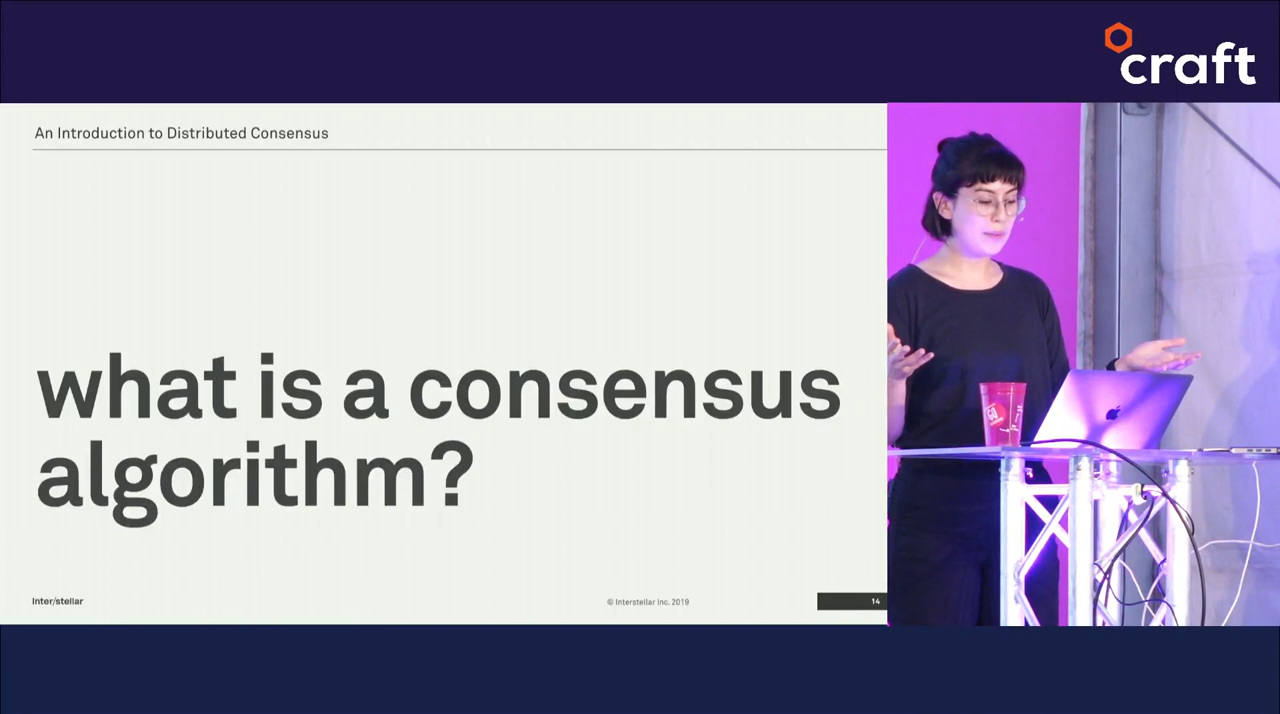 craft
An Introduction to Distributed Consensus
what is a consensus
algorithm?
Inter/stellar
© Interstellar Inc, 2019
14